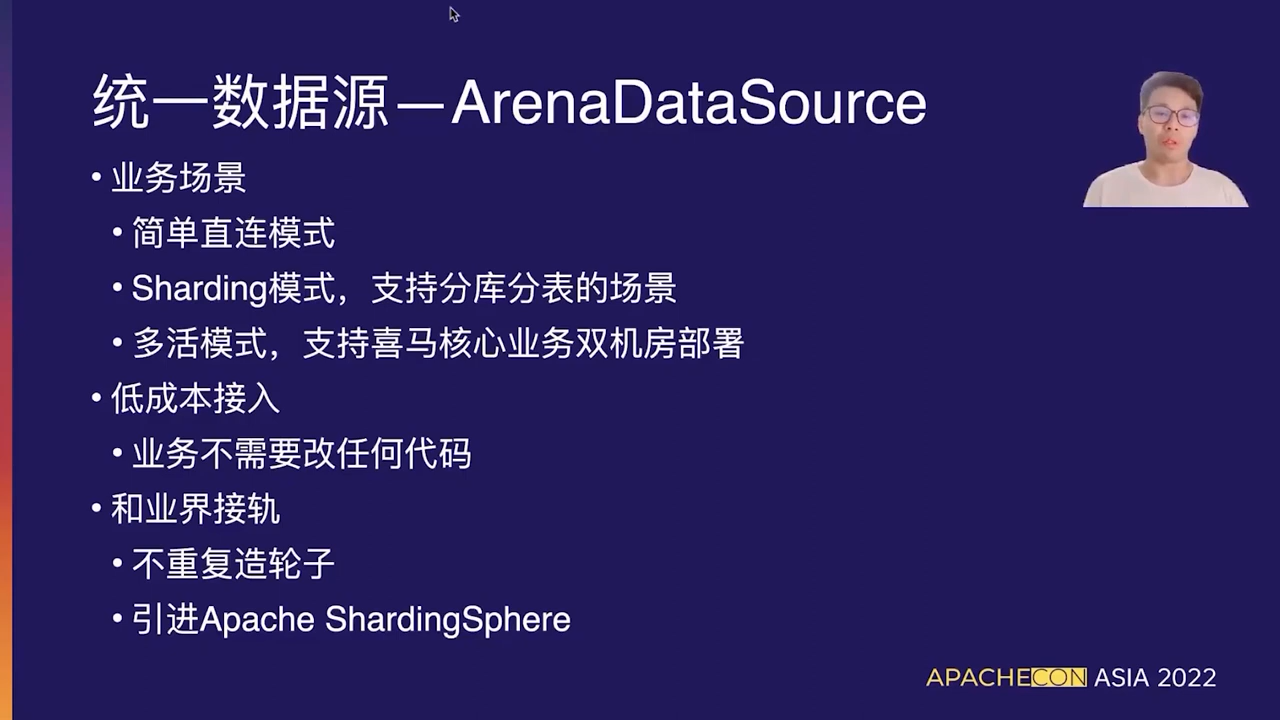 统一数据源—ArenaDataSource
• 业务场景
• 简单直连模式
• Sharding模式，支持分库分表的场景
• 多活模式，支持喜马核心业务双机房部署
• 低成本接入
• 业务不需要改任何代码
• 和业界接轨
• 不重复造轮子
• 引进Apache ShardingSphere
APACHECON ASIA 2022